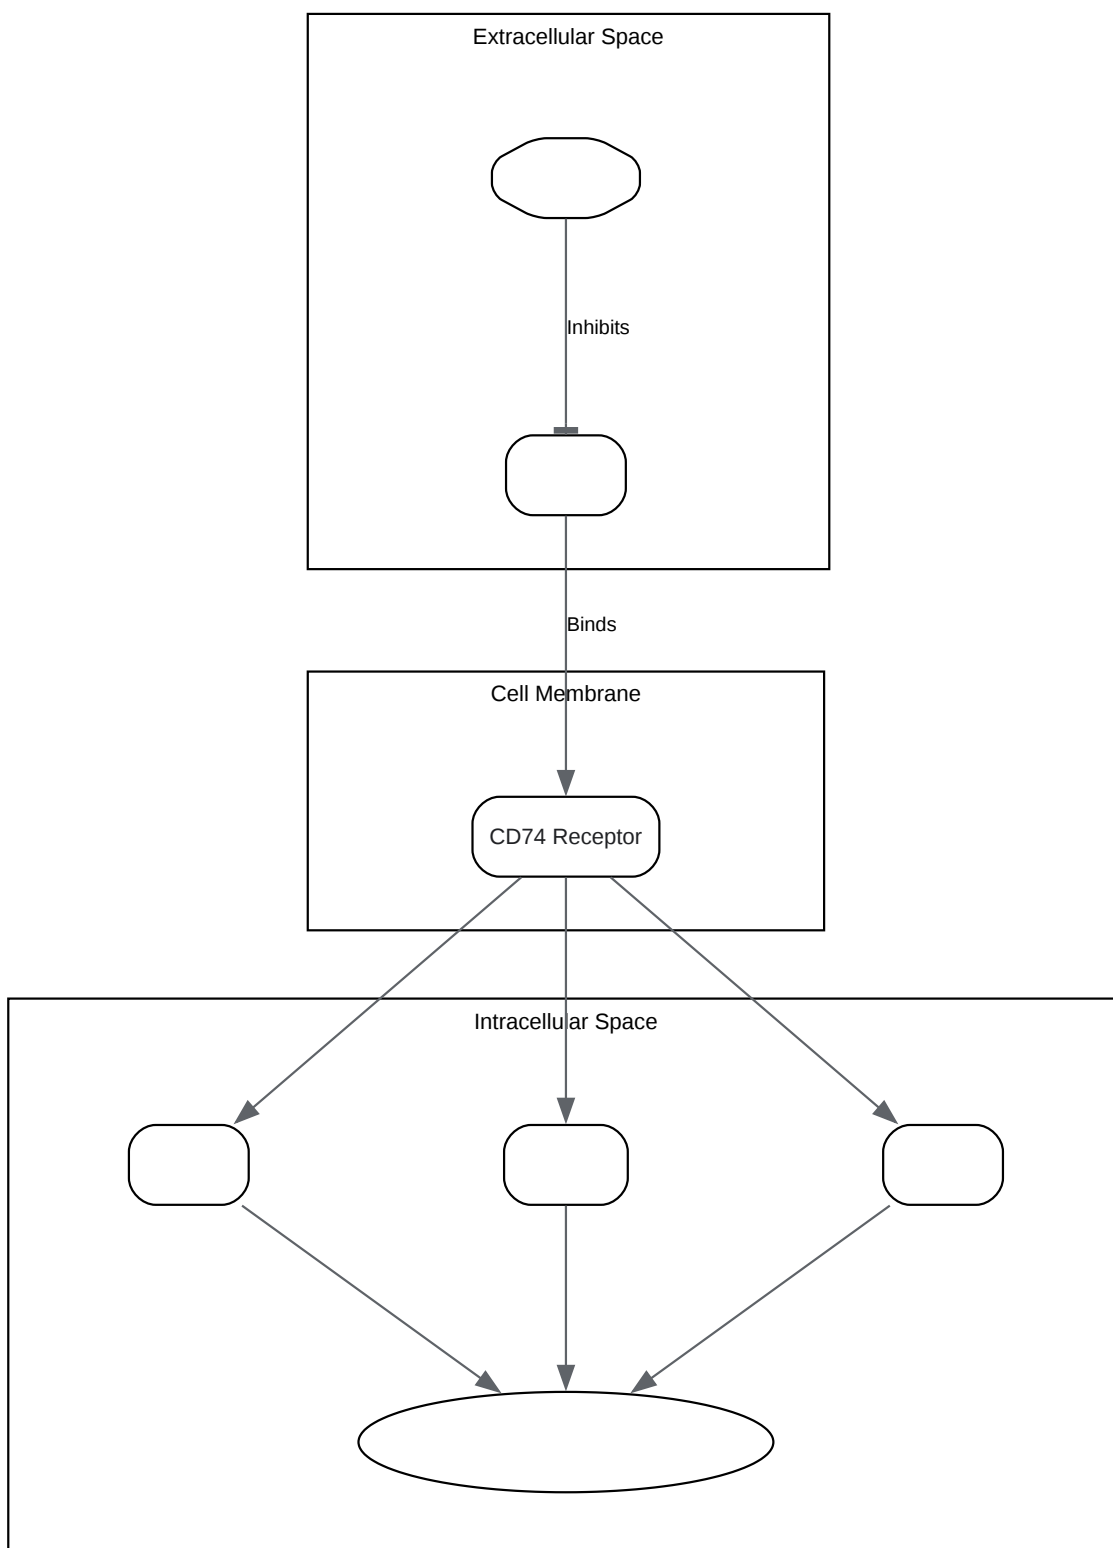 Extracellular Space
Inhibits
Binds
Cell Membrane
CD74 Receptor
Intracellular Space